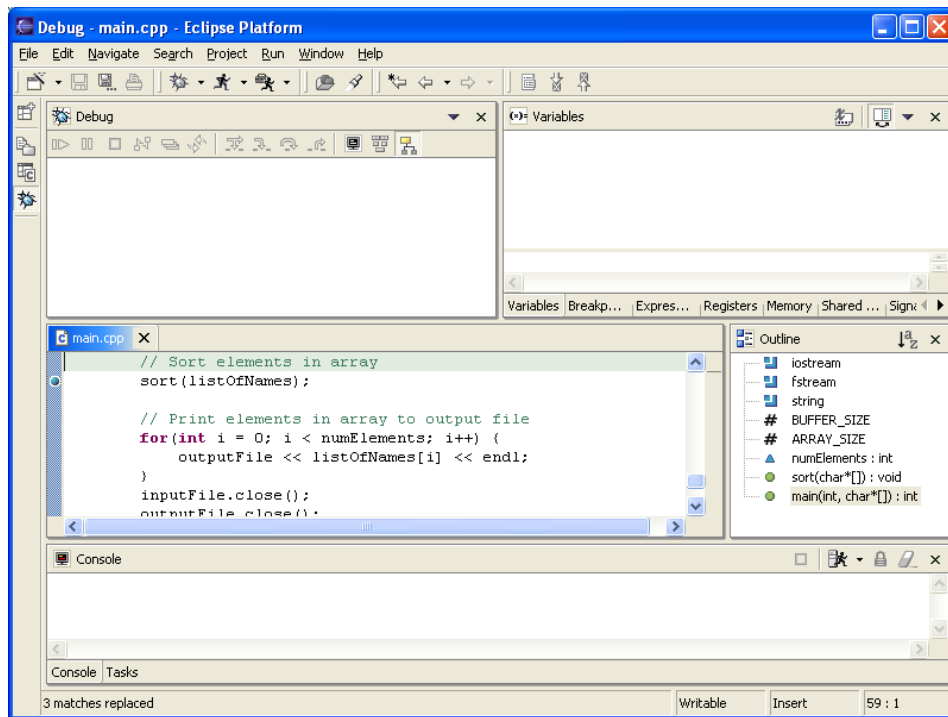 Debug - main.cpp - Eclipse Platform
File Edit Navigate Search Project Run Window Help
Debug
(x)= Variables
Variables Breakp... Expres... Registers Memory Shared ... Signa
main.cpp
// Sort elements in array
sort(listOfNames);
// Print elements in array to output file
for(int i = 0; i < numElements; i++) {
outputFile << listOfNames[i] << endl;
}
inputFile.close();
outputFile.close();
Outline
iostream
fstream
string
# BUFFER_SIZE
# ARRAY_SIZE
numElements : int
sort(char*[]) : void
main(int, char*[]) : int
Console
Console Tasks
3 matches replaced
Writable
Insert
59 : 1